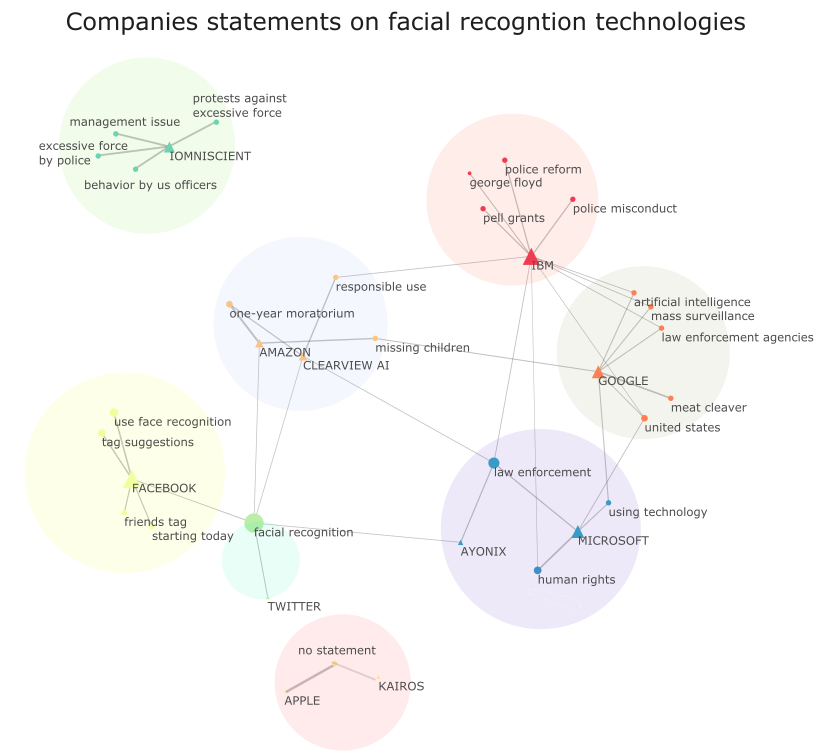 Companies statements on facial recogntion technologies
protests against
excessive force
management issue
excessive force
by police
IOMNISCIENT
behavior by us officers
police reform
george floyd
police misconduct
pell grants
IBM
responsible use
artificial intelligence
one-year moratorium
mass surveillance
law enforcement agencies
missing children
AMAZON
CLEARVIEW AI
GOOGLE
meat cleaver
use face recognition
united states
tag suggestions
law enforcement
FACEBOOK
using technology
friends tag
facial recognition
starting today
MICROSOFT
AYONIX
human rights
TWITTER
no statement
KAIROS
APPLE